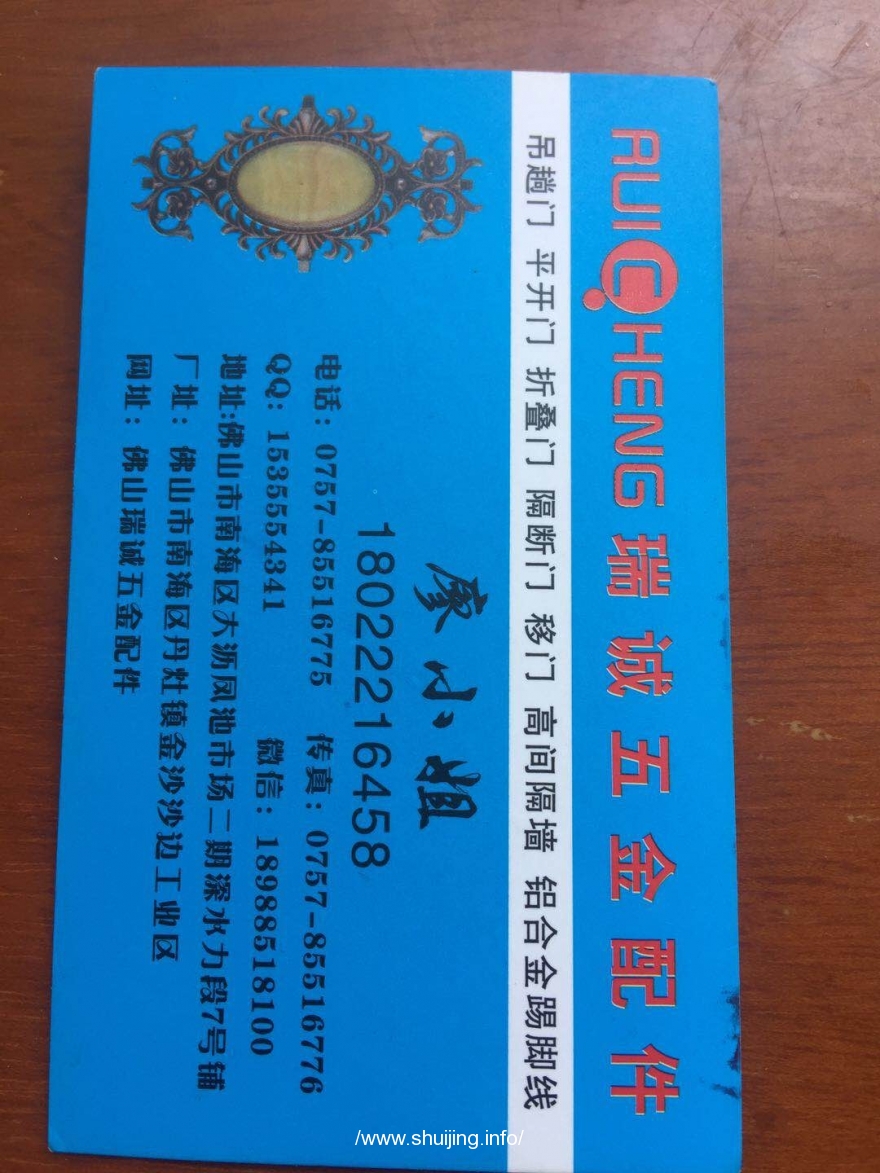 RUICHENG 瑞诚五金配件
吊趟门 平开门 折叠门 隔断门 移门 高间隔墙 铝合金踢脚线
廖小姐
18022216458
电话：0757-85516775 传真：0757-85516776
QQ：1535554341 微信：18988518100
地址:佛山市南海区大沥凤池市场二期深水力段7号铺
厂址：佛山市南海区丹灶镇金沙沙边工业区
网址：佛山瑞诚五金配件
/www.shuijing.info/